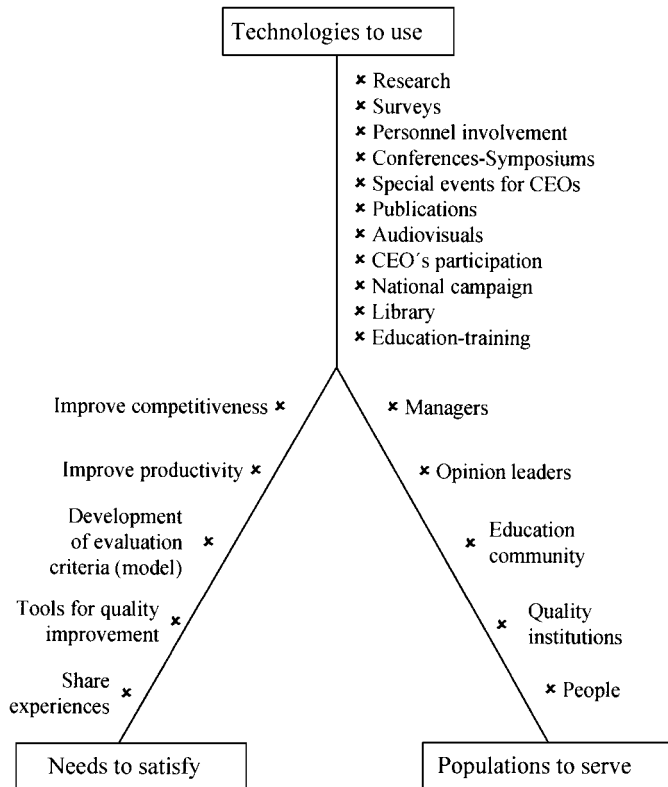 Technologies to use
× Research
× Surveys
× Personnel involvement
× Conferences-Symposiums
× Special events for CEOs
× Publications
× Audiovisuals
× CEO´s participation
× National campaign
× Library
× Education-training
Improve competitiveness ×
Improve productivity ×
Development
of evaluation ×
criteria (model)
Tools for quality ×
improvement
Share ×
experiences
Needs to satisfy
× Managers
× Opinion leaders
× Education
community
× Quality
institutions
× People
Populations to serve